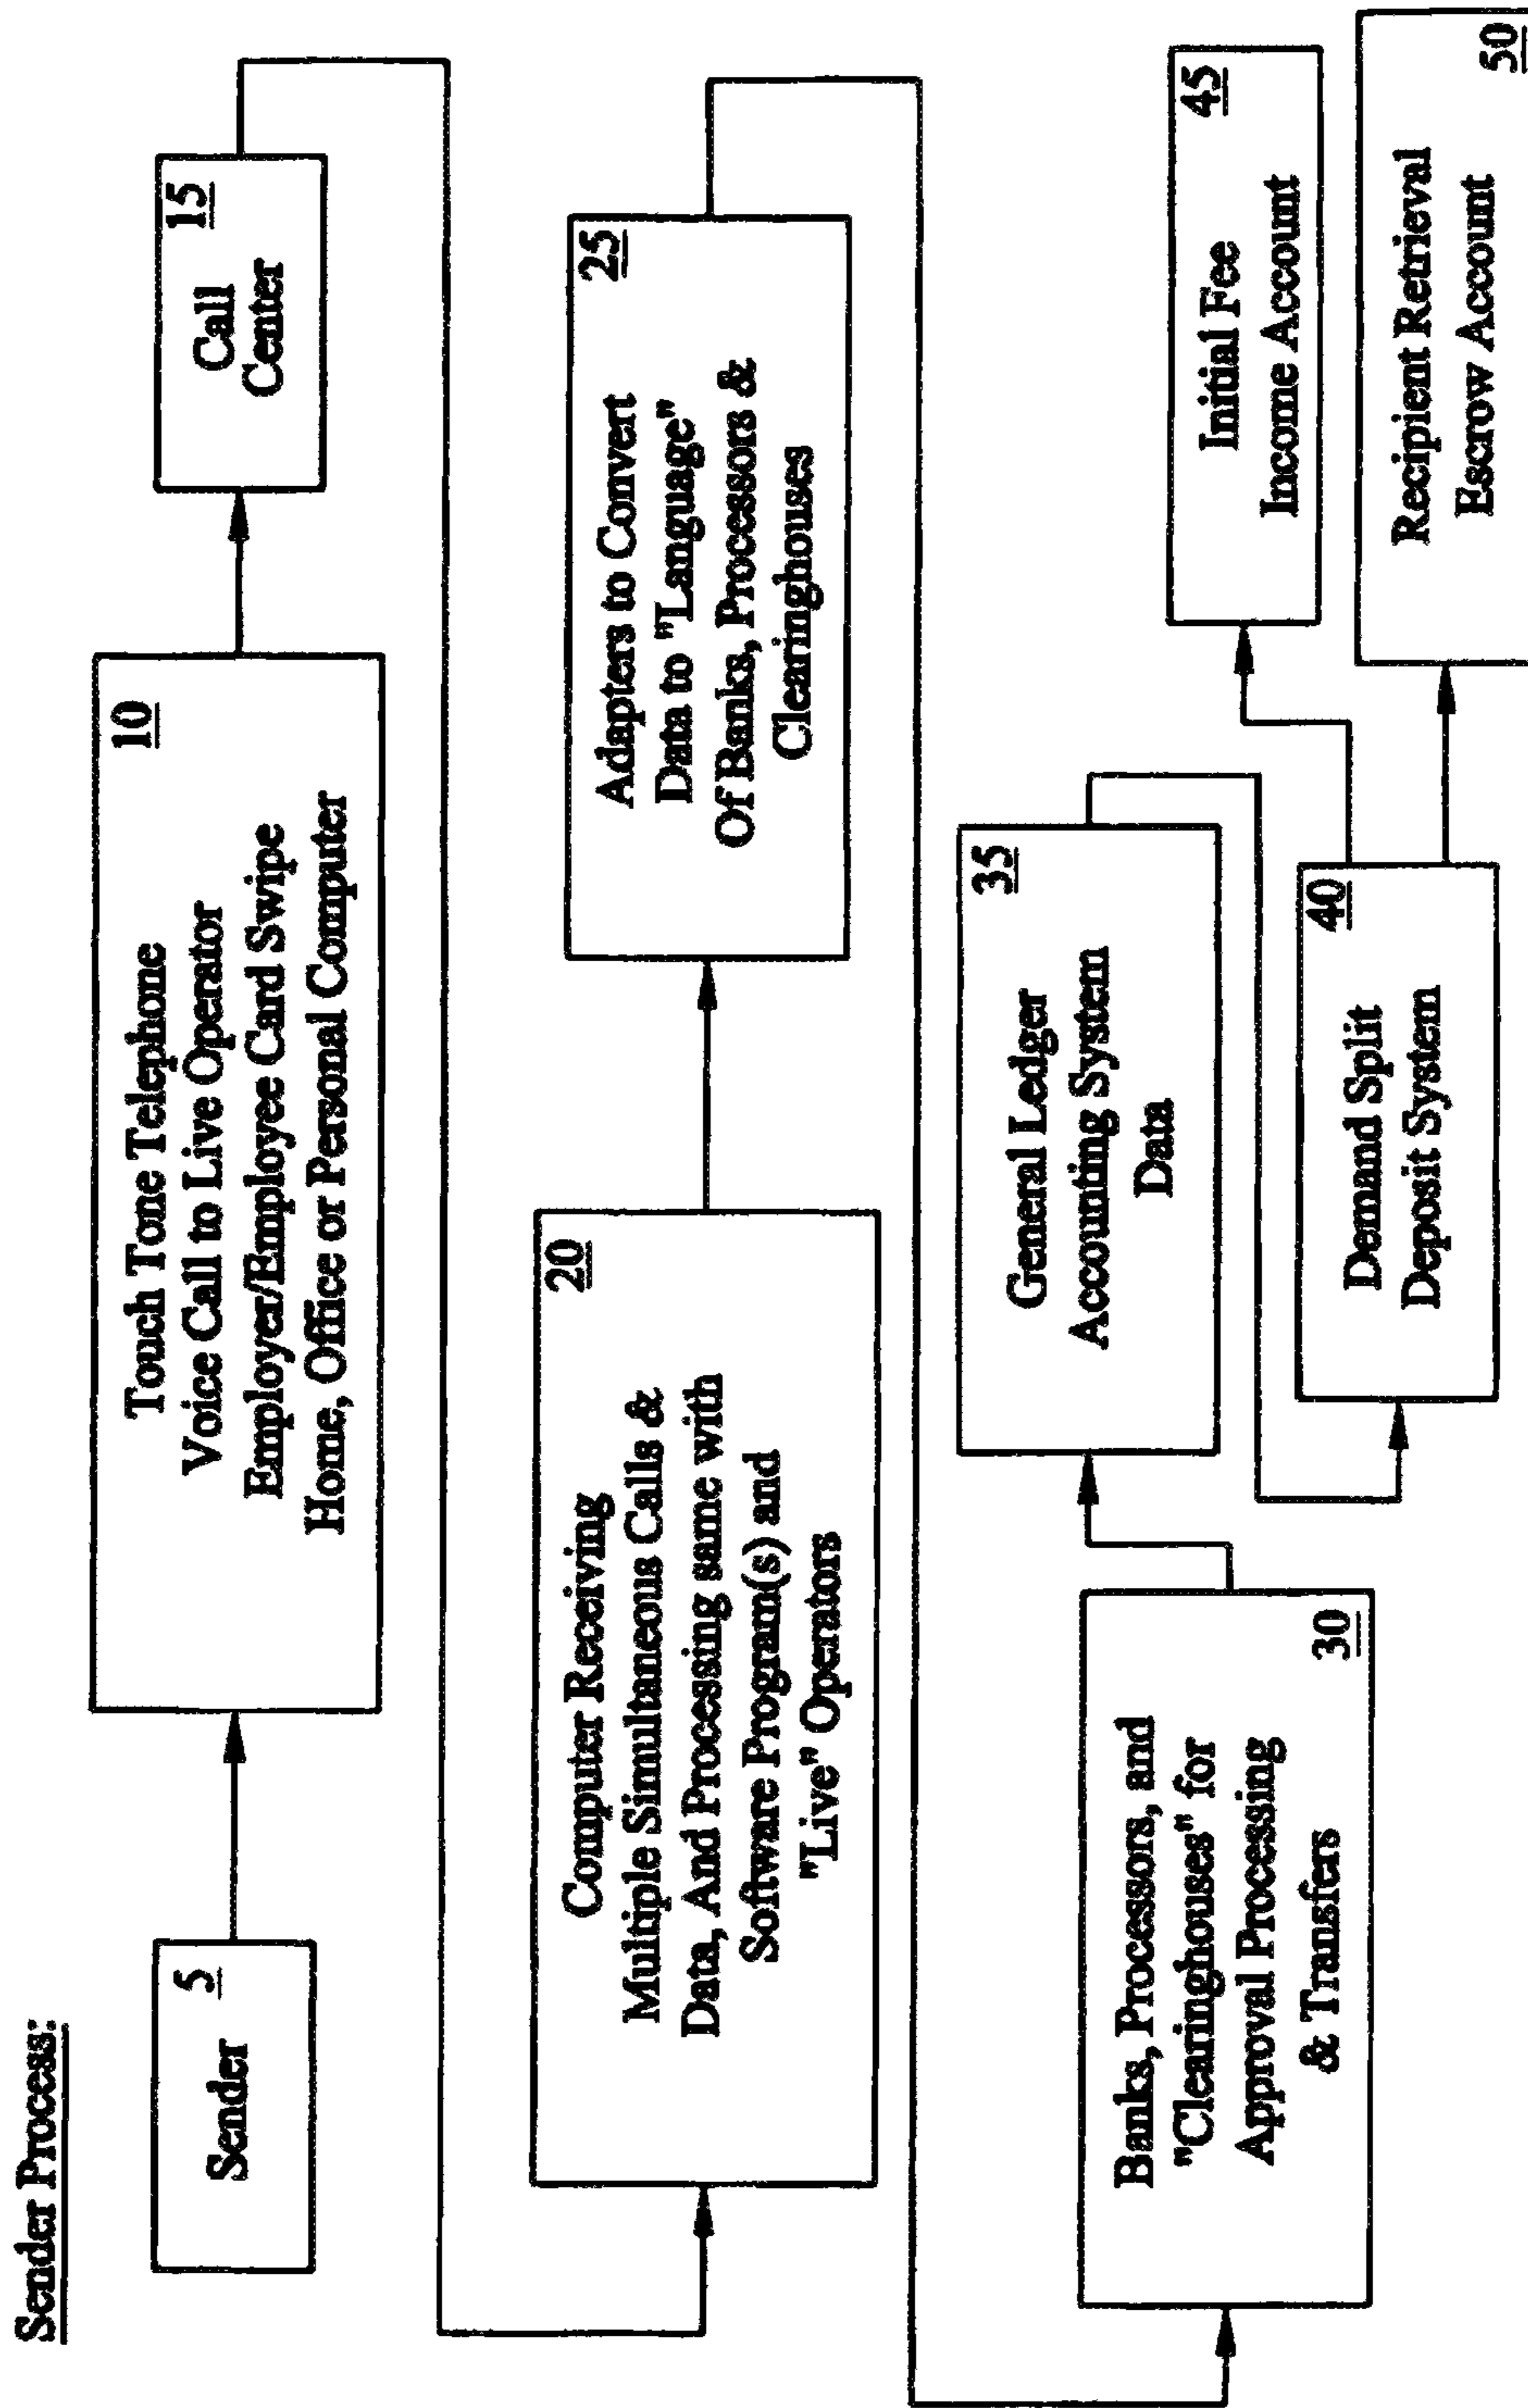 Sender Process:
5
Sender
10
Touch Tone Telephone
Voice Call to Live Operator
Employer/Employee Card Swipe
Home, Office or Personal Computer
15
Call
Center
20
Computer Receiving
Multiple Simultaneous Calls &
Data, And Processing same with
Software Program(s) and
"Live" Operators
25
Adapters to Convert
Data to "Language"
Of Banks, Processors &
Clearinghouses
Banks, Processors, and
"Clearinghouses" for
Approval Processing
& Transfers
30
35
General Ledger
Accounting System
Data
40
Demand Split
Deposit System
45
Initial Fee
Income Account
Recipient Retrieval
Escrow Account
50